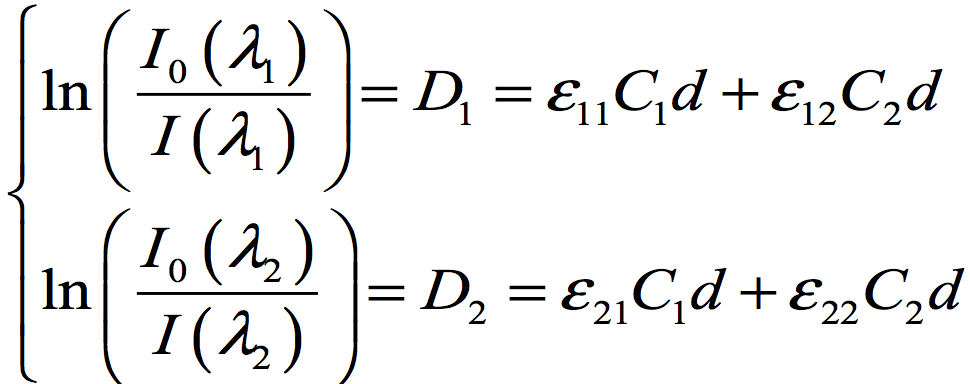 ln(I₀(λ₁)/I(λ₁)) = D₁ = ε₁₁C₁d + ε₁₂C₂d
ln(I₀(λ₂)/I(λ₂)) = D₂ = ε₂₁C₁d + ε₂₂C₂d